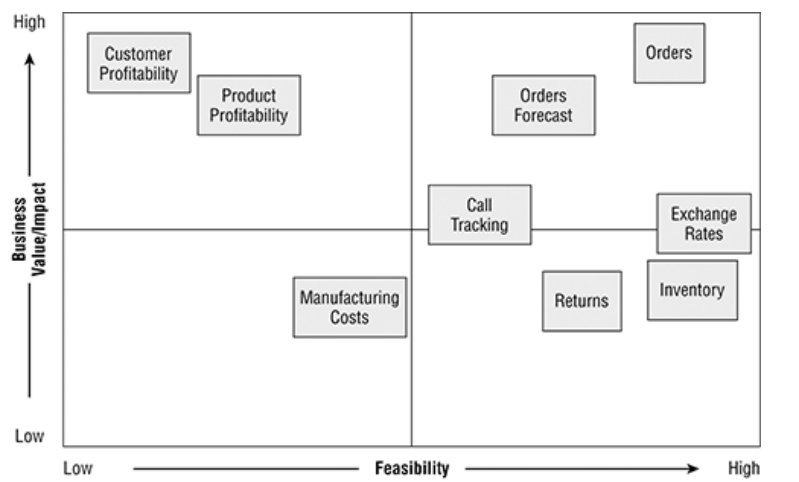 High
Customer
Profitability
Product
Profitability
Orders
Orders
Forecast
Call
Tracking
Exchange
Rates
Business
Value/Impact
Manufacturing
Costs
Returns
Inventory
Low
Low
Feasibility
High